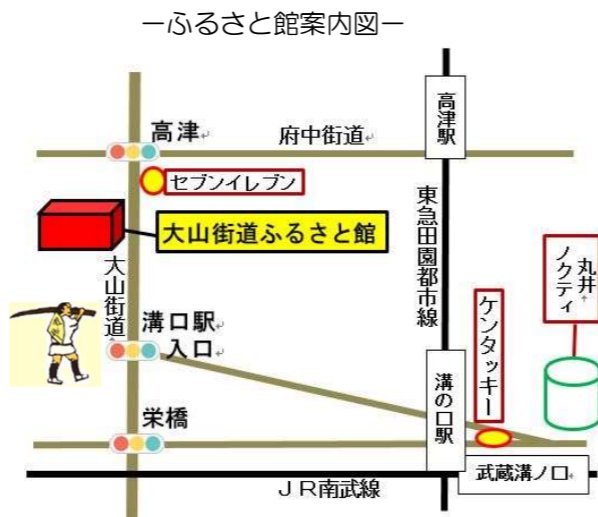 ーふるさと館案内図ー
高津
府中街道
高津駅
セブンイレブン
大山街道ふるさと館
東急田園都市線
丸井
ノクティ
大山街道
溝口駅
入口
ケンタッキー
溝の口駅
栄橋
武蔵溝ノ口
JR南武線